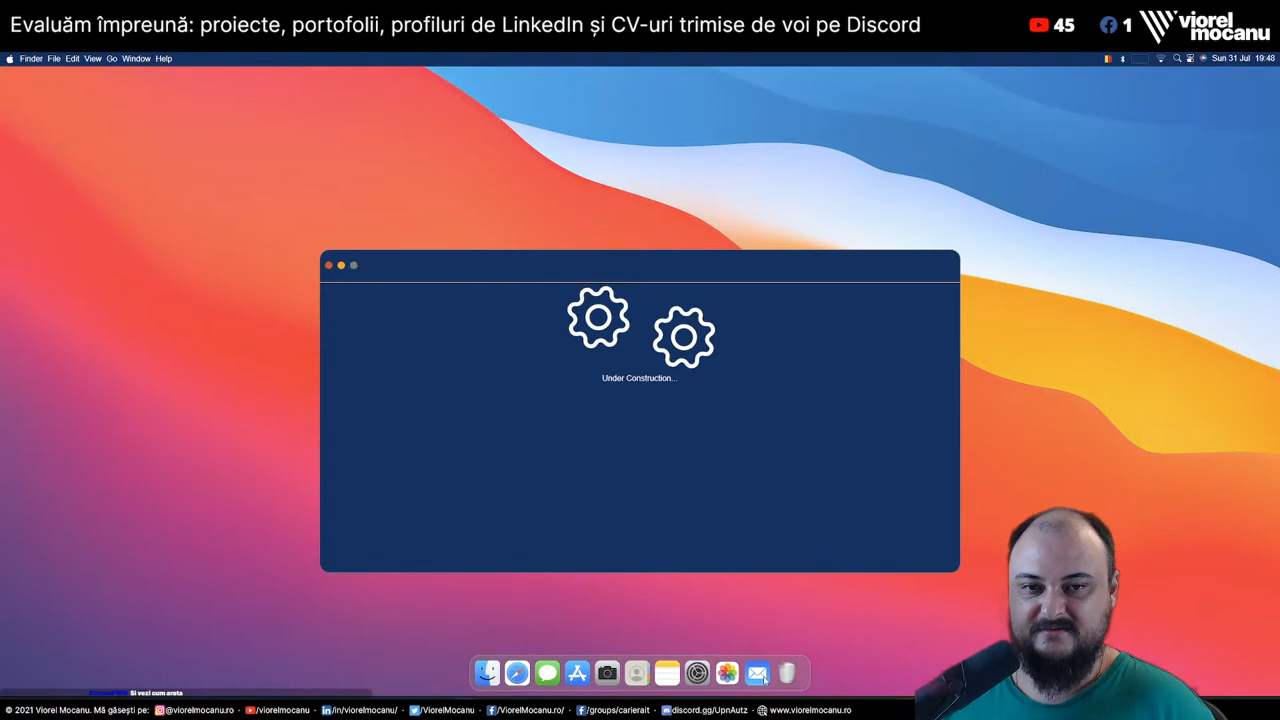 Evaluăm împreună: proiecte, portofolii, profiluri de LinkedIn și CV-uri trimise de voi pe Discord
45
1
viorel
mocanu
Finder File Edit View Go Window Help
Sun 31 Jul 19:48
Under Construction...
Si vezi cum arata
© 2021 Viorel Mocanu. Mă găsești pe: @viorelmocanu.ro /viorelmocanu /in/viorelmocanu/ /ViorelMocanu /ViorelMocanu.ro/ /groups/carierait discord.gg/UpnAutz www.viorelmocanu.ro